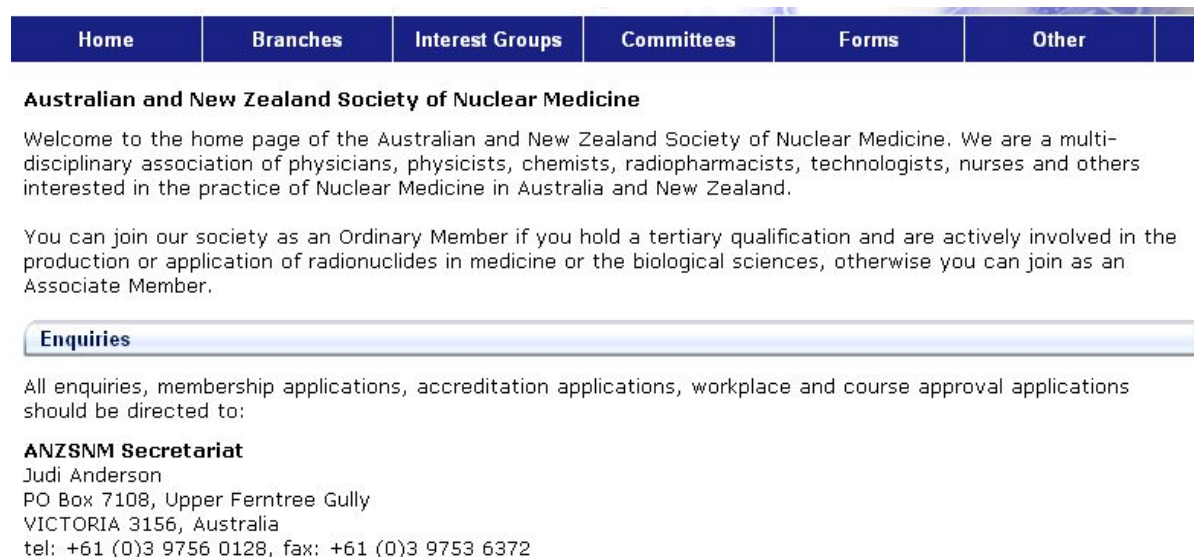 Home Branches Interest Groups Committees Forms Other
Australian and New Zealand Society of Nuclear Medicine
Welcome to the home page of the Australian and New Zealand Society of Nuclear Medicine. We are a multi-
disciplinary association of physicians, physicists, chemists, radiopharmacists, technologists, nurses and others
interested in the practice of Nuclear Medicine in Australia and New Zealand.
You can join our society as an Ordinary Member if you hold a tertiary qualification and are actively involved in the
production or application of radionuclides in medicine or the biological sciences, otherwise you can join as an
Associate Member.
Enquiries
All enquiries, membership applications, accreditation applications, workplace and course approval applications
should be directed to:
ANZSNM Secretariat
Judi Anderson
PO Box 7108, Upper Ferntree Gully
VICTORIA 3156, Australia
tel: +61 (0)3 9756 0128, fax: +61 (0)3 9753 6372